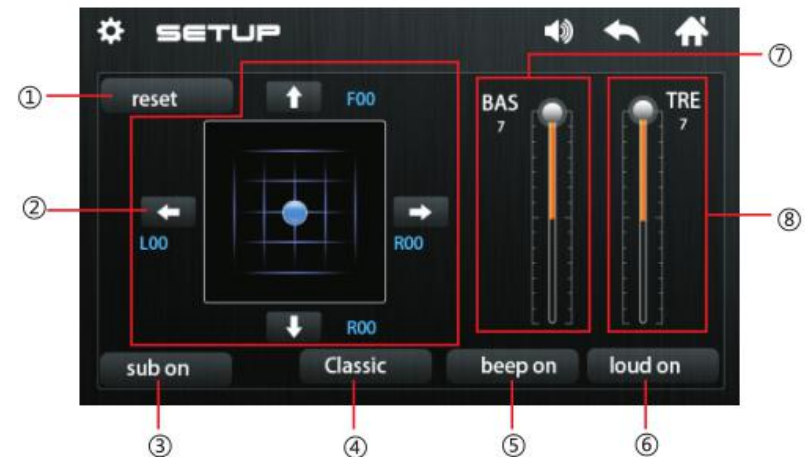 SETUP
⑦
① reset F00 BAS TRE
7 7
② ⑧
L00 R00
R00
sub on Classic beep on loud on
③ ④ ⑤ ⑥